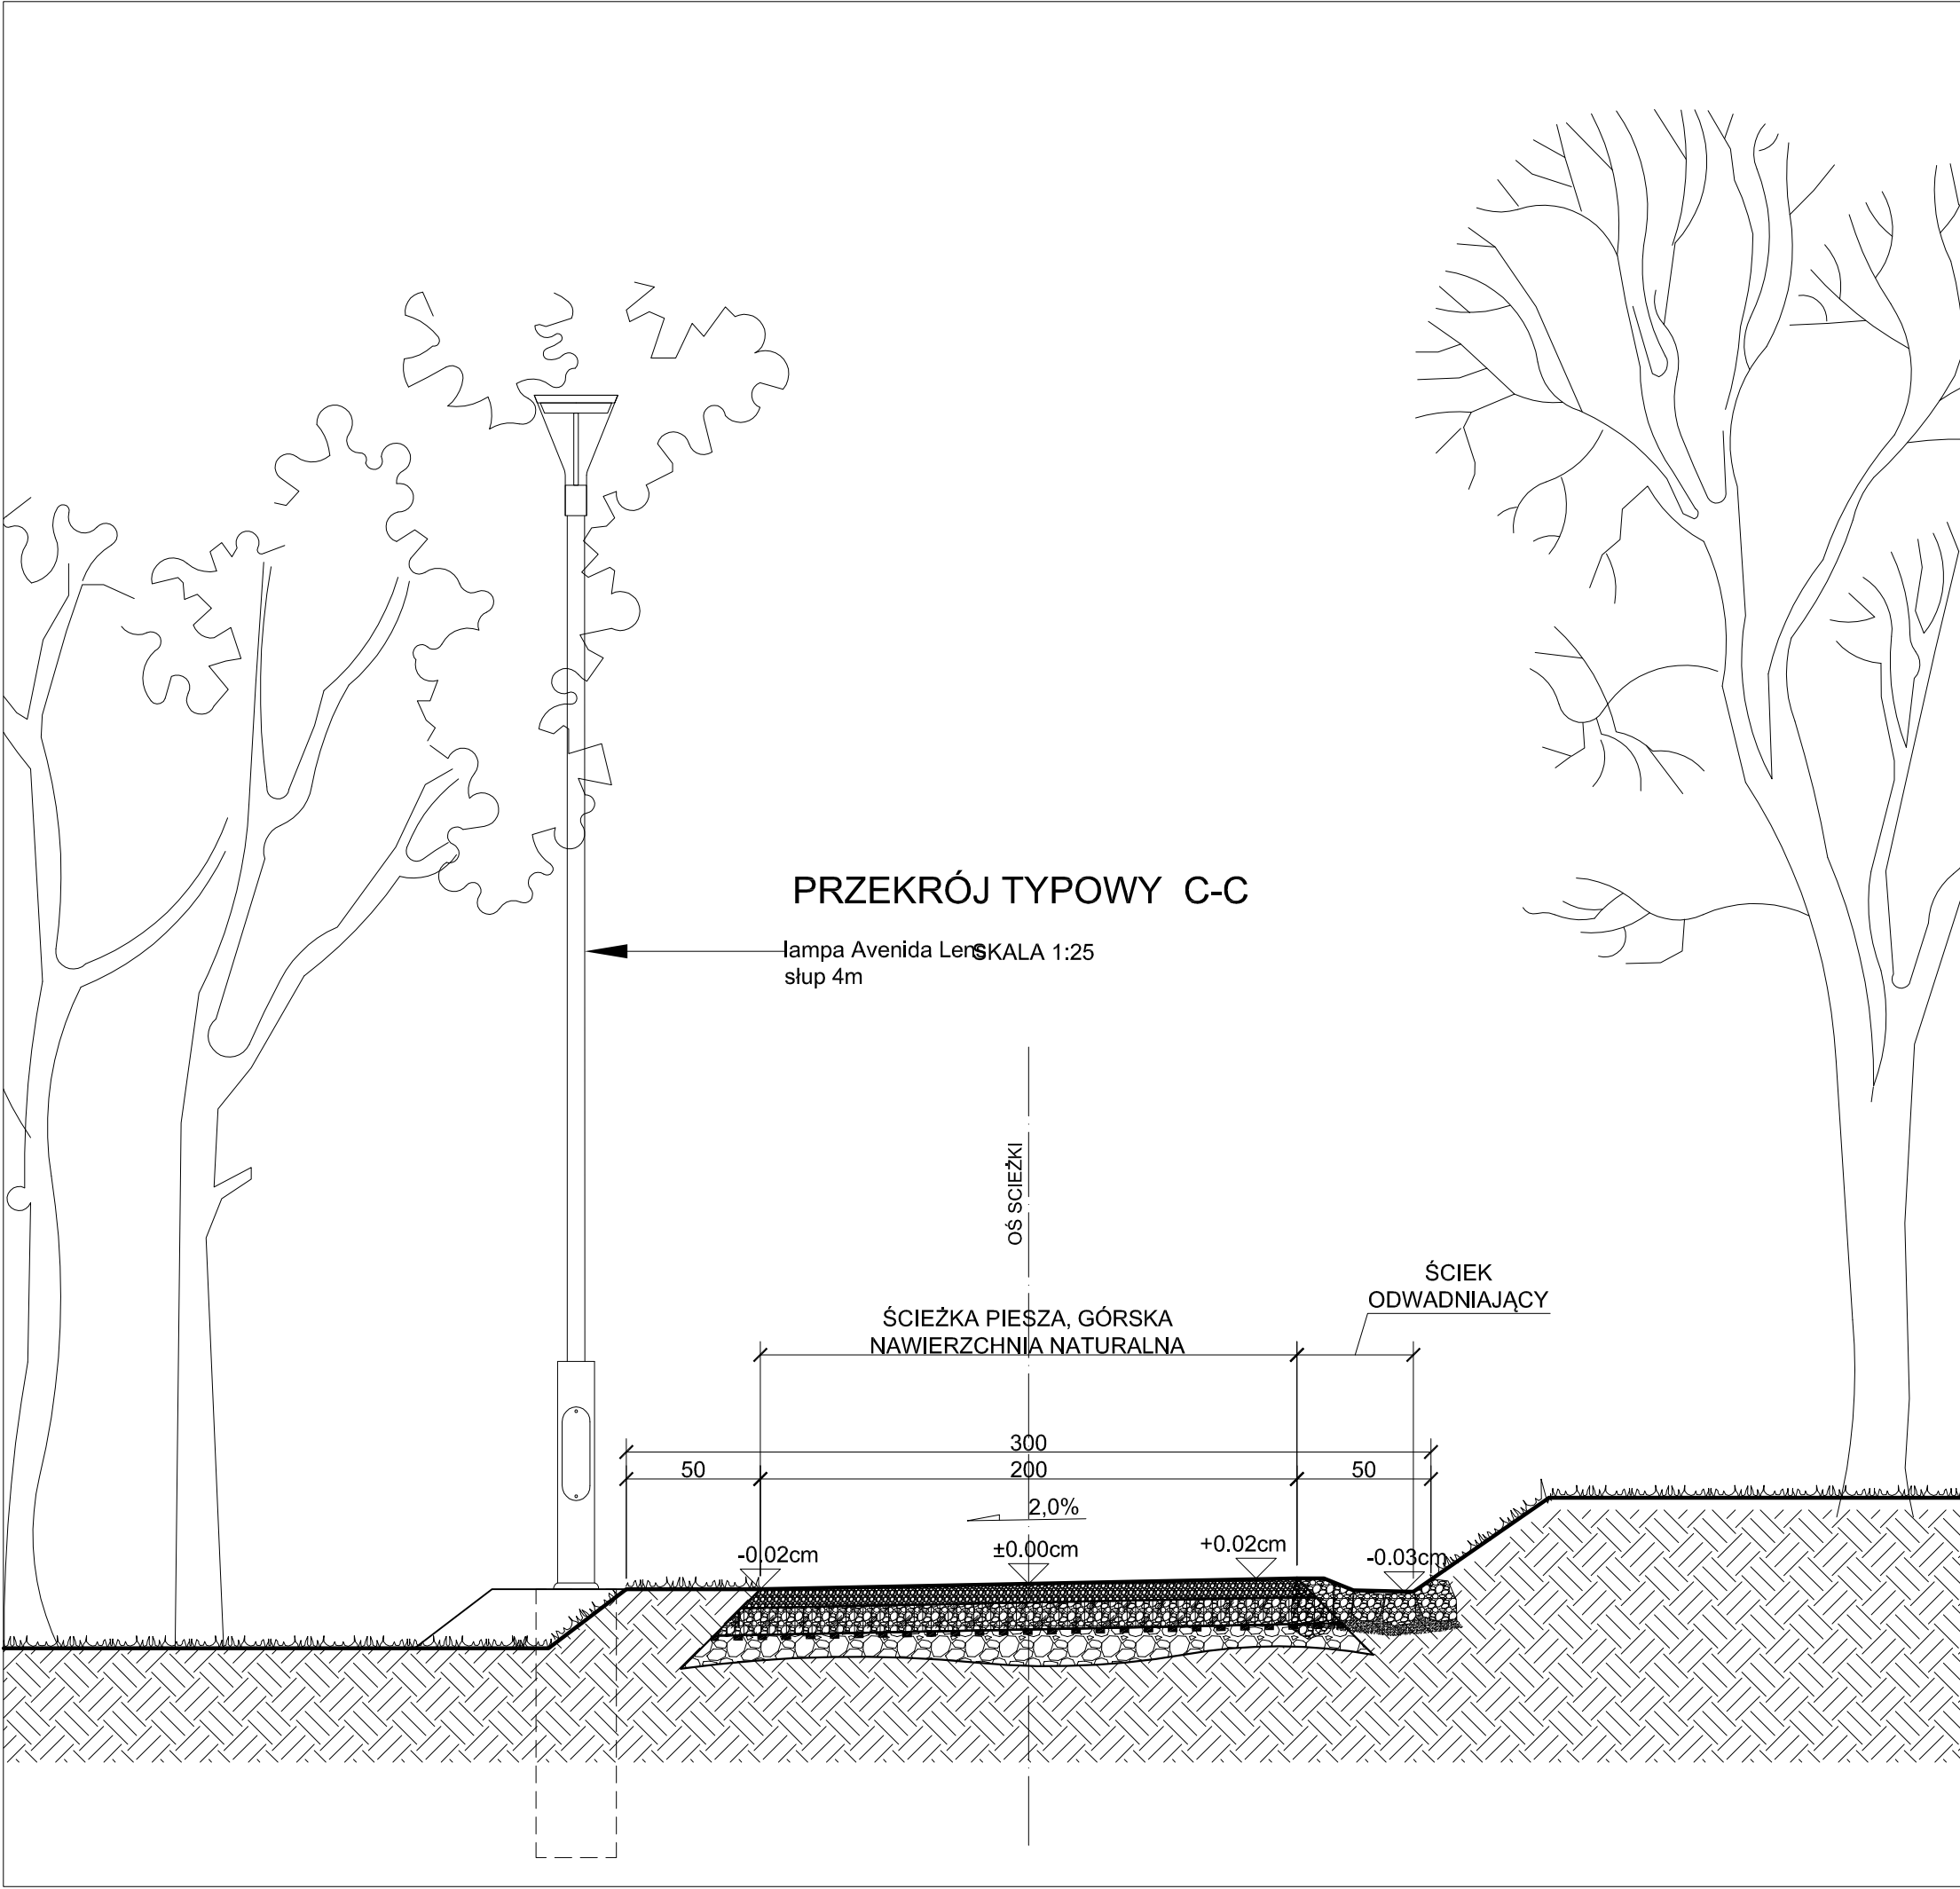 PRZEKRÓJ TYPOWY C-C
lampa Avenida Lens
słup 4m
SKALA 1:25
OŚ SCIEŻKI
ŚCIEK
ODWADNIAJĄCY
ŚCIEŻKA PIESZA, GÓRSKA
NAWIERZCHNIA NATURALNA
300
50 200 50
2,0%
-0.02cm ±0.00cm +0.02cm -0.03cm